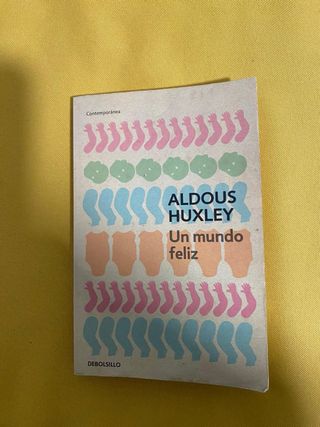 Contemporánea
ALDOUS
HUXLEY
Un mundo
feliz
DEBOLSILLO